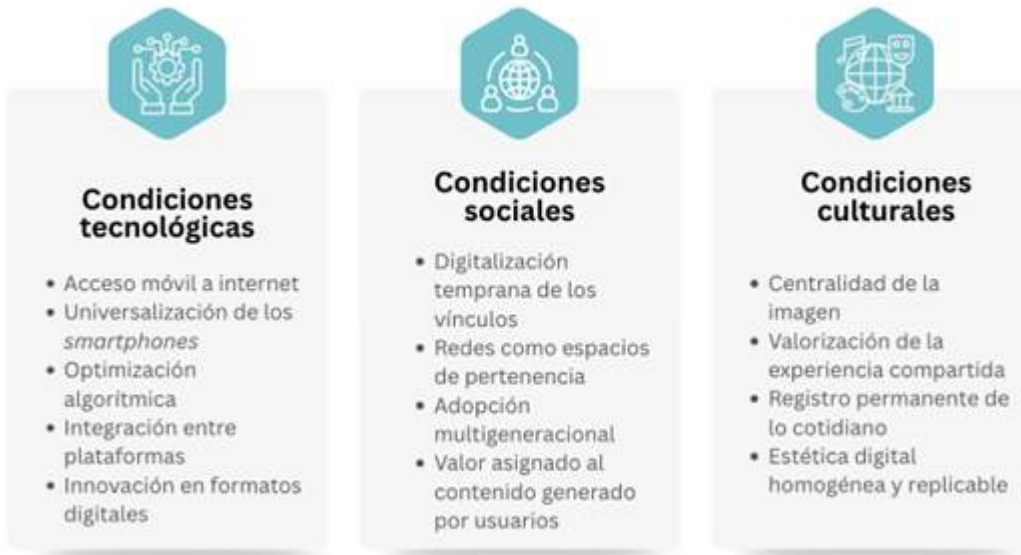 Condiciones
tecnológicas
• Acceso móvil a internet
• Universalización de los
smartphones
• Optimización
algorítmica
• Integración entre
plataformas
• Innovación en formatos
digitales
Condiciones
sociales
• Digitalización
temprana de los
vínculos
• Redes como espacios
de pertenencia
• Adopción
multigeneracional
• Valor asignado al
contenido generado
por usuarios
Condiciones
culturales
• Centralidad de la
imagen
• Valorización de la
experiencia compartida
• Registro permanente de
lo cotidiano
• Estética digital
homogénea y replicable